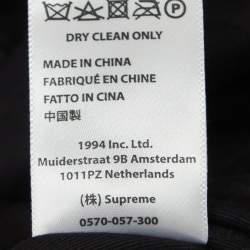 DRY CLEAN ONLY
MADE IN CHINA
FABRIQUÉ EN CHINE
FATTO IN CINA
中国製
1994 Inc. Ltd.
Muiderstraat 9B Amsterdam
1011PZ Netherlands
(株) Supreme
0570-057-300